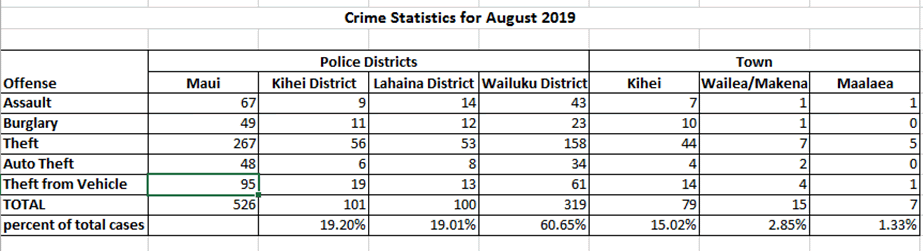 Crime Statistics for August 2019
Police Districts Town
Offense Maui Kihei District Lahaina District Wailuku District Kihei Wailea/Makena Maalaea
Assault 67 9 14 43 7 1 1
Burglary 49 11 12 23 10 1 0
Theft 267 56 53 158 44 7 5
Auto Theft 48 6 8 34 4 2 0
Theft from Vehicle 95 19 13 61 14 4 1
TOTAL 526 101 100 319 79 15 7
percent of total cases 19.20% 19.01% 60.65% 15.02% 2.85% 1.33%